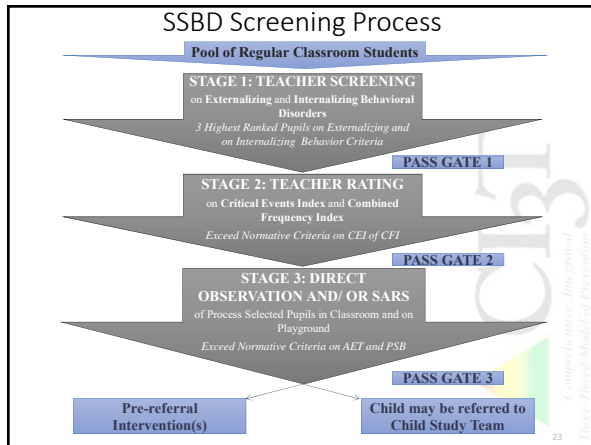 SSBD Screening Process
Pool of Regular Classroom Students
STAGE 1: TEACHER SCREENING
on Externalizing and Internalizing Behavioral
Disorders
3 Highest Ranked Pupils on Externalizing and
on Internalizing Behavior Criteria
PASS GATE 1
STAGE 2: TEACHER RATING
on Critical Events Index and Combined
Frequency Index
Exceed Normative Criteria on CEI of CFI
PASS GATE 2
STAGE 3: DIRECT
OBSERVATION AND/ OR SARS
of Process Selected Pupils in Classroom and on
Playground
Exceed Normative Criteria on AET and PSB
PASS GATE 3
Pre-referral
Intervention(s)
Child may be referred to
Child Study Team
CI3T
Comprehensive, Integrated
Three-Tiered Model of Prevention
23